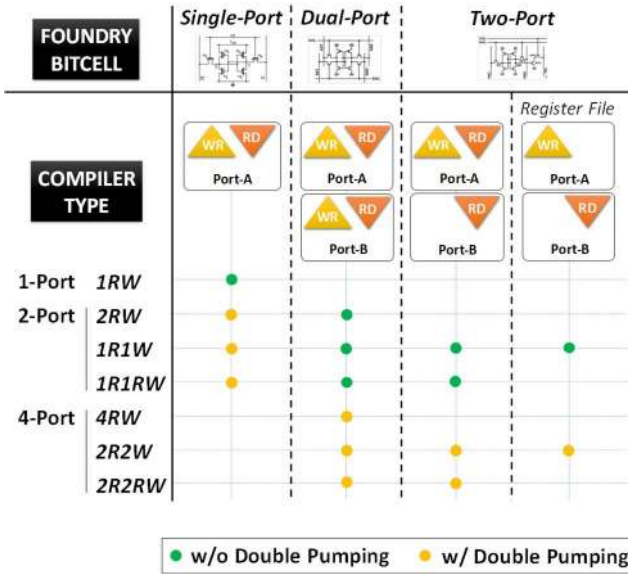 FOUNDRY BITCELL
Single-Port
Dual-Port
Two-Port
COMPILER TYPE
WR RD
Port-A
WR RD
Port-A
WR RD
Port-B
WR RD
Port-A
RD
Port-B
Register File
WR
Port-A
RD
Port-B
1-Port 1RW
2-Port 2RW
1R1W
1R1RW
4-Port 4RW
2R2W
2R2RW
w/o Double Pumping w/ Double Pumping